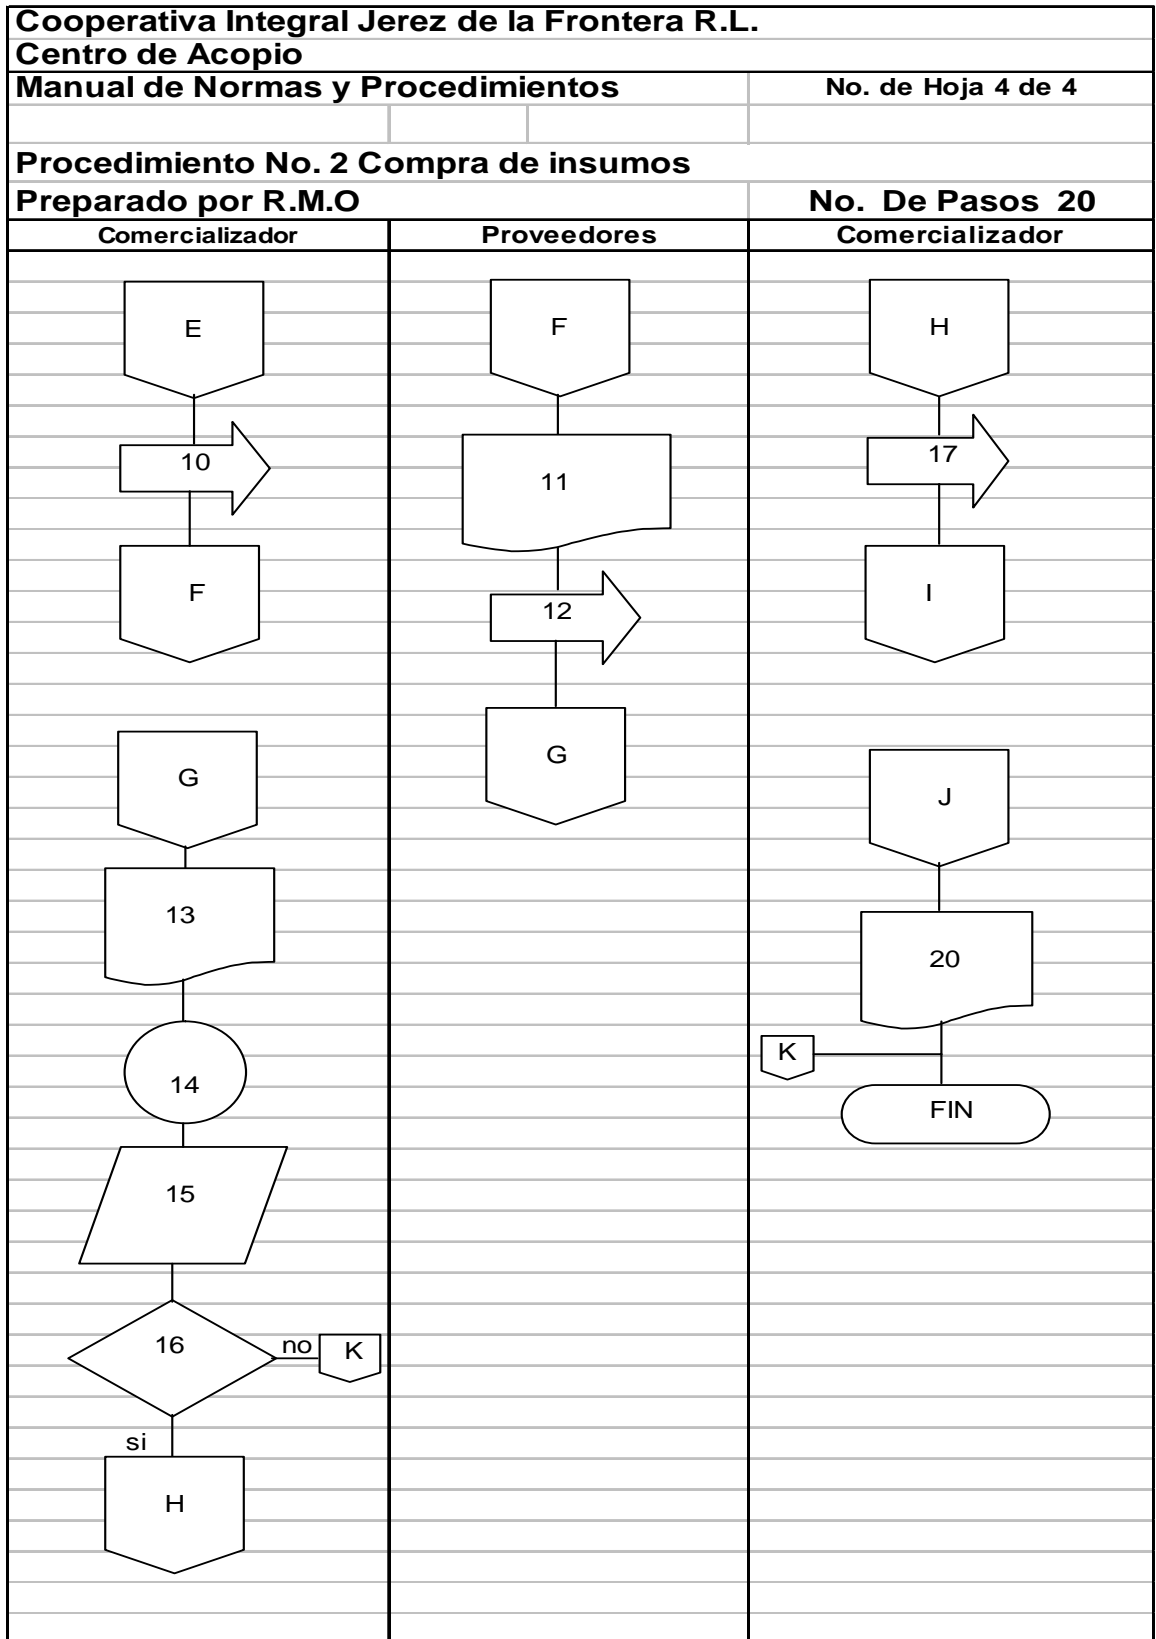 Cooperativa Integral Jerez de la Frontera R.L.
Centro de Acopio
Manual de Normas y Procedimientos No. de Hoja 4 de 4
Procedimiento No. 2 Compra de insumos
Preparado por R.M.O No. De Pasos 20
Comercializador Proveedores Comercializador
E
10
F
G
13
14
15
16
no K
si
H
F
11
12
G
H
17
I
J
20
K
FIN